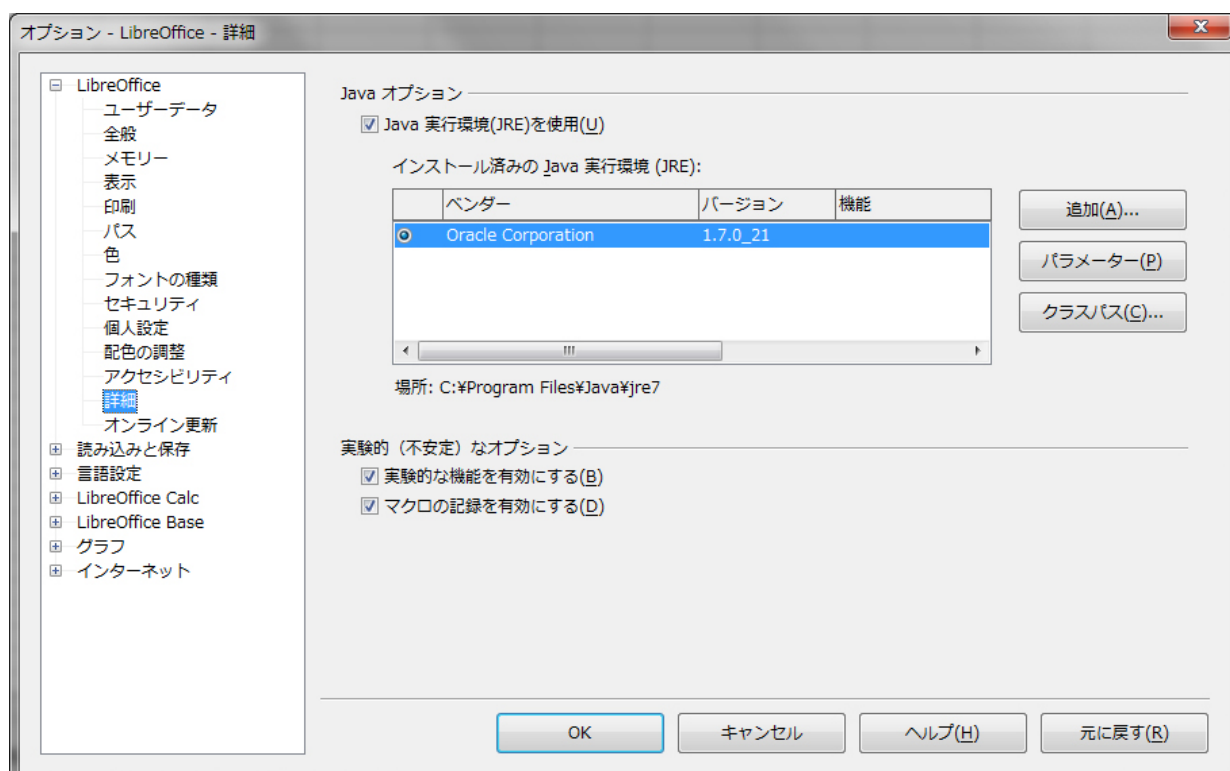 オプション - LibreOffice - 詳細
LibreOffice
ユーザーデータ
全般
メモリー
表示
印刷
パス
色
フォントの種類
セキュリティ
個人設定
配色の調整
アクセシビリティ
詳細
オンライン更新
読み込みと保存
言語設定
LibreOffice Calc
LibreOffice Base
グラフ
インターネット
Java オプション
Java 実行環境(JRE)を使用(U)
インストール済みの Java 実行環境 (JRE):
ベンダー バージョン 機能
Oracle Corporation 1.7.0_21
追加(A)...
パラメーター(P)
クラスパス(C)...
場所: C:¥Program Files¥Java¥jre7
実験的（不安定）なオプション
実験的な機能を有効にする(B)
マクロの記録を有効にする(D)
OK キャンセル ヘルプ(H) 元に戻す(R)